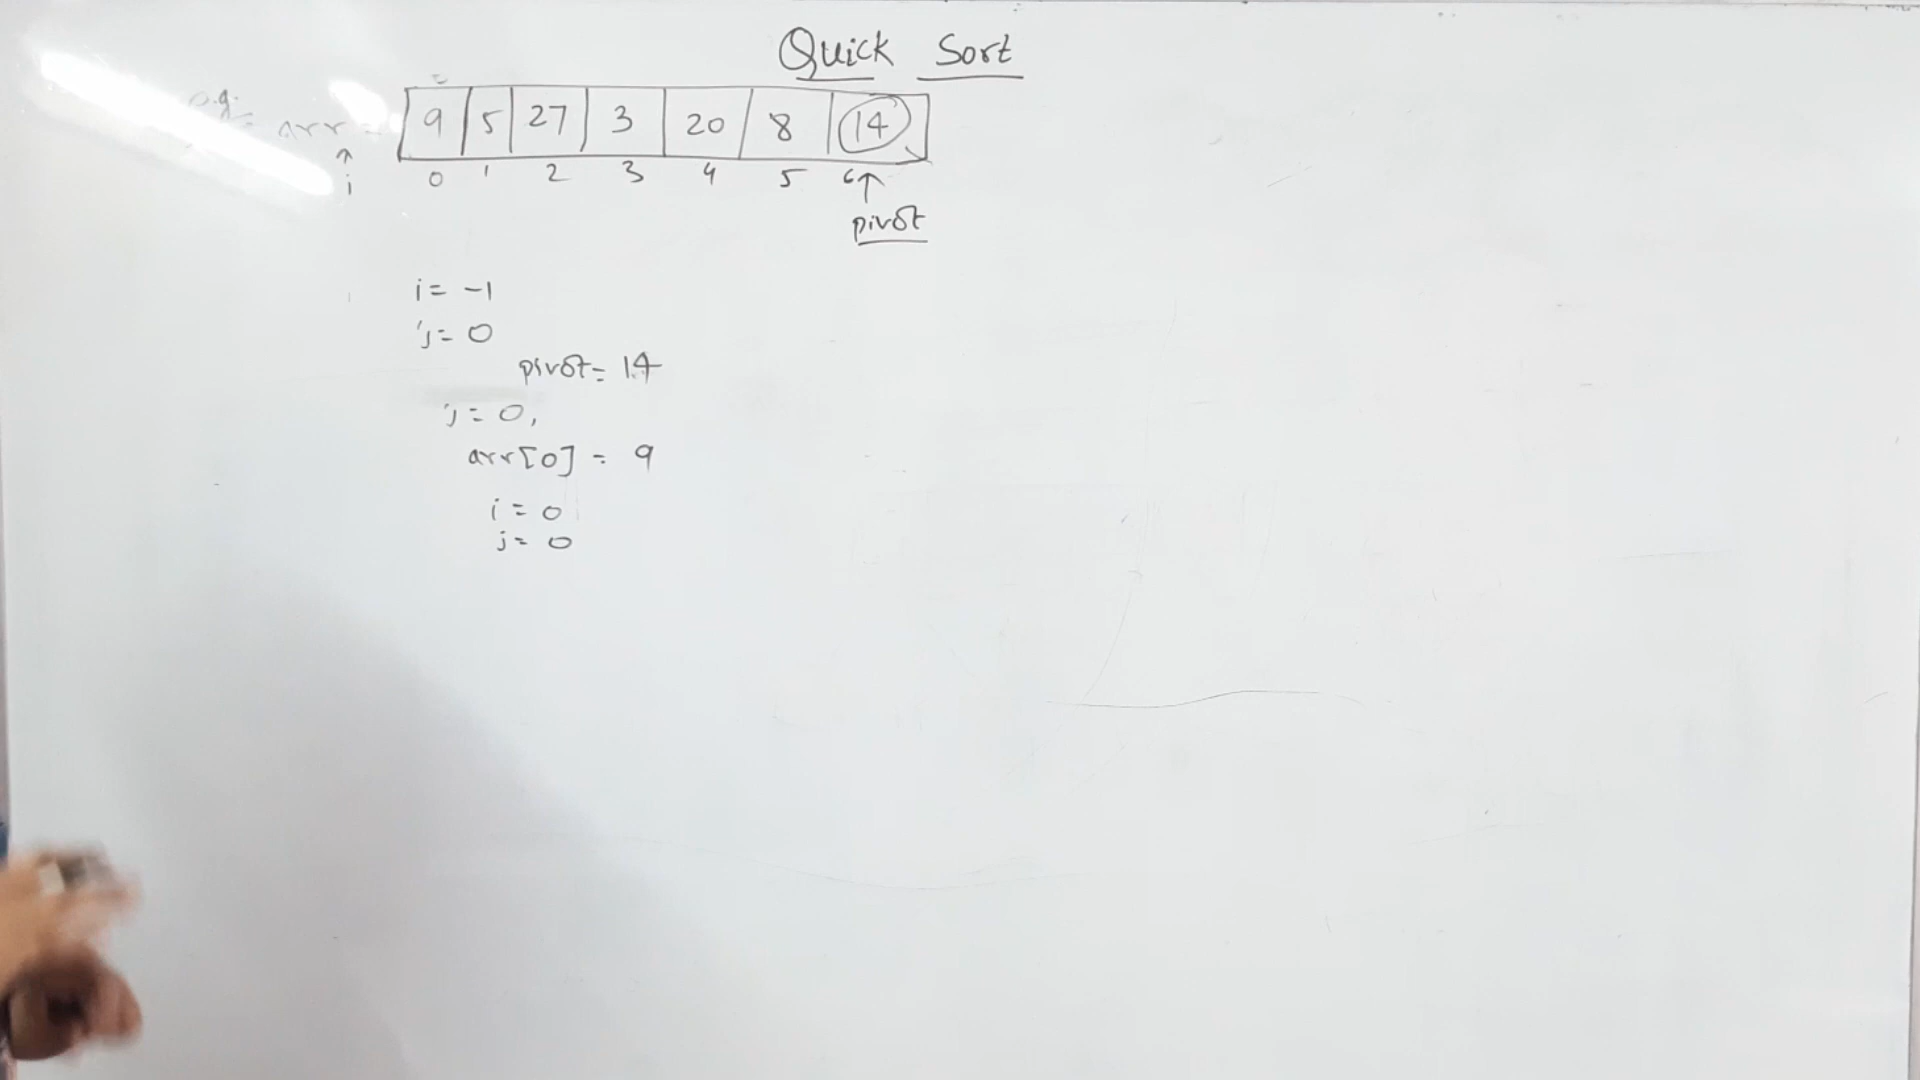 Quick Sort
e.g. arr = 9 5 27 3 20 8 14
0 1 2 3 4 5 6
i
pivot
i = -1
j = 0
pivot = 14
j = 0,
arr[0] = 9
i = 0
j = 0